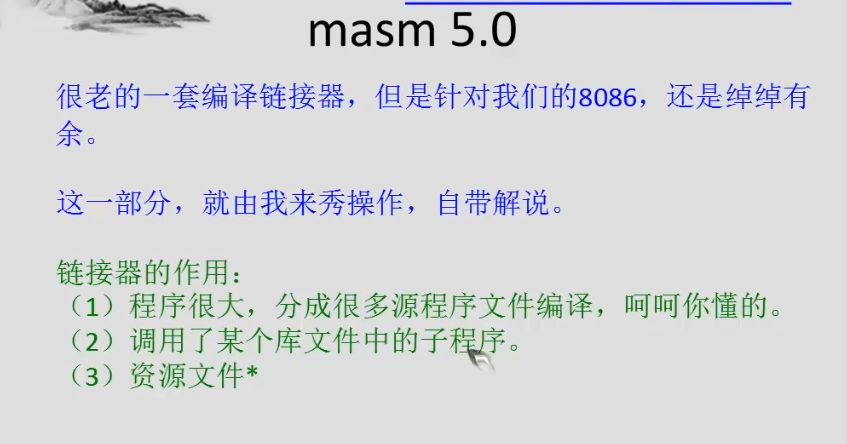 masm 5.0
很老的一套编译链接器，但是针对我们的8086，还是绰绰有
余。
这一部分，就由我来秀操作，自带解说。
链接器的作用：
（1）程序很大，分成很多源程序文件编译，呵呵你懂的。
（2）调用了某个库文件中的子程序。
（3）资源文件*